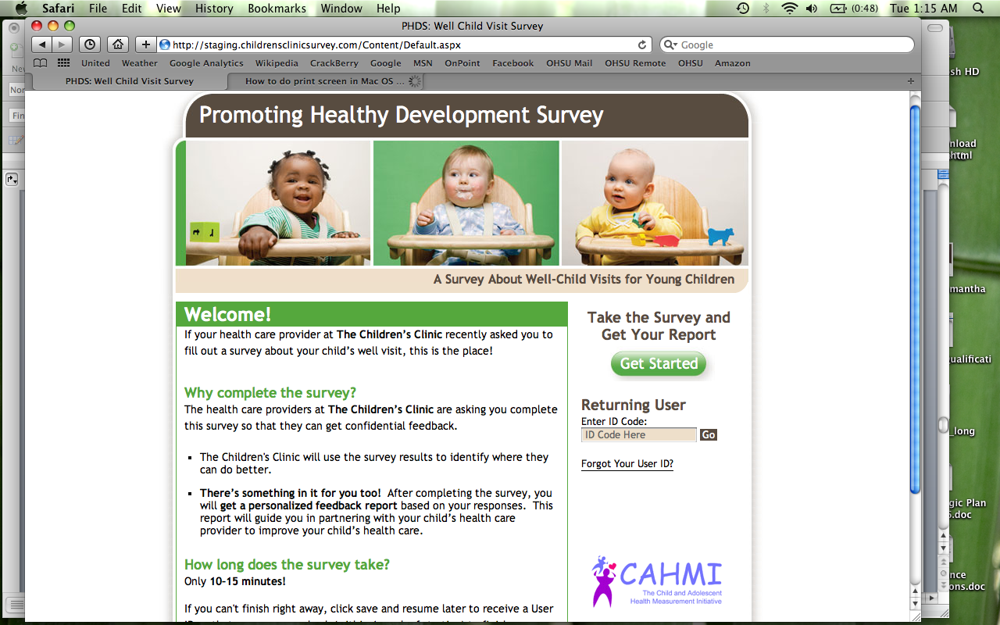 Safari File Edit View History Bookmarks Window Help (0:48) Tue 1:15 AM
PHDS: Well Child Visit Survey
http://staging.childrensclinicsurvey.com/Content/Default.aspx Google
United Weather Google Analytics Wikipedia CrackBerry Google MSN OnPoint Facebook OHSU Mail OHSU Remote OHSU Amazon
PHDS: Well Child Visit Survey How to do print screen in Mac OS ...
Promoting Healthy Development Survey
A Survey About Well-Child Visits for Young Children
Welcome!
If your health care provider at The Children's Clinic recently asked you to
fill out a survey about your child's well visit, this is the place!
Why complete the survey?
The health care providers at The Children's Clinic are asking you complete
this survey so that they can get confidential feedback.
The Children's Clinic will use the survey results to identify where they
can do better.
There's something in it for you too! After completing the survey, you
will get a personalized feedback report based on your responses. This
report will guide you in partnering with your child's health care
provider to improve your child's health care.
How long does the survey take?
Only 10-15 minutes!
If you can't finish right away, click save and resume later to receive a User
Take the Survey and
Get Your Report
Get Started
Returning User
Enter ID Code:
ID Code Here Go
Forgot Your User ID?
CAHMI
The Child and Adolescent
Health Measurement Initiative
sh HD
nload
html
mantha
ualificati
_long
gic Plan
.doc
nce
ons.doc